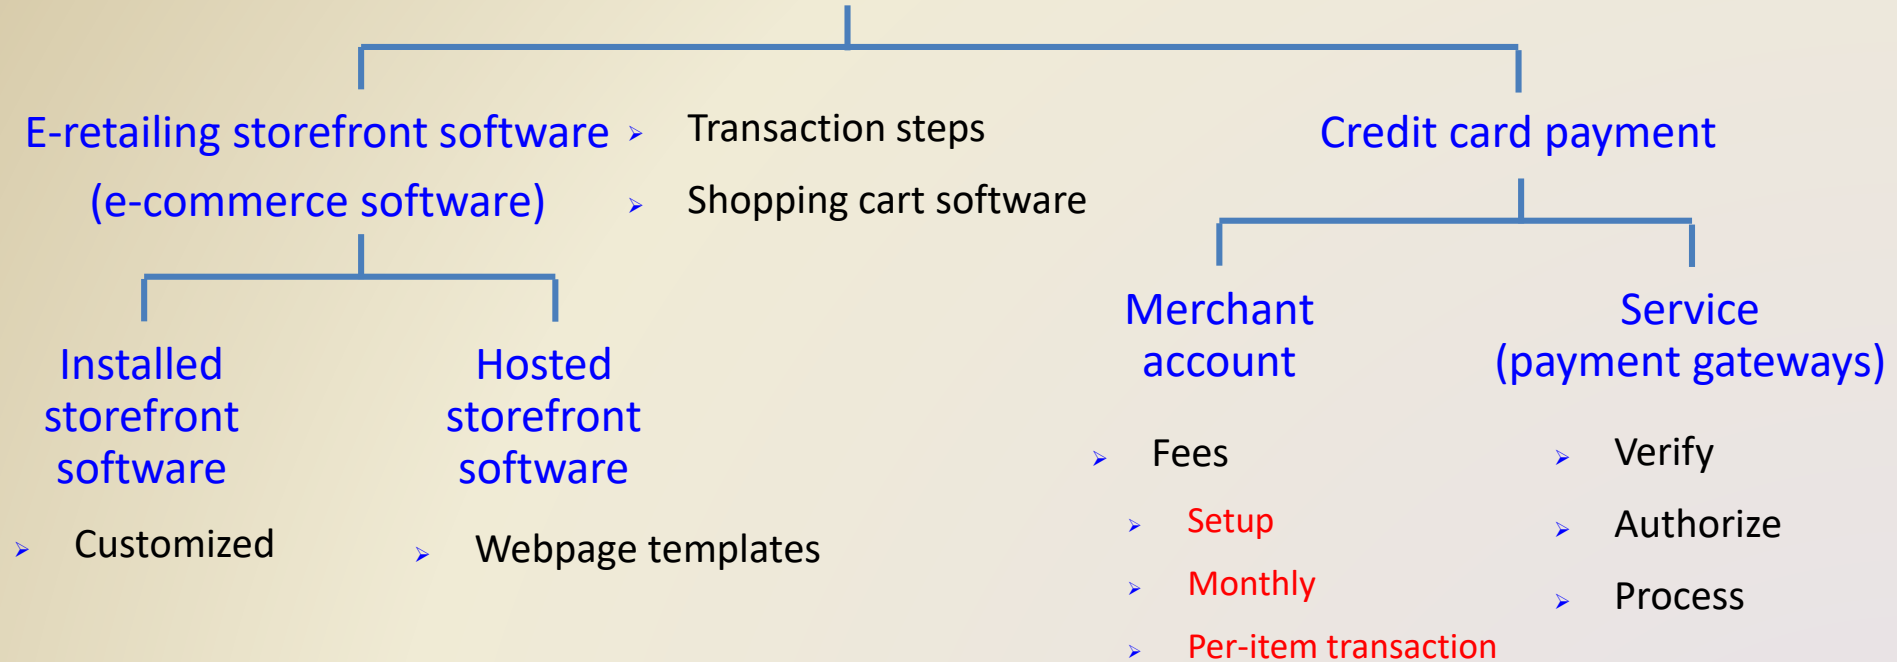 E-retailing storefront software
(e-commerce software)
➢ Transaction steps
➢ Shopping cart software
Credit card payment
Installed
storefront
software
➢ Customized
Hosted
storefront
software
➢ Webpage templates
Merchant
account
➢ Fees
➢ Setup
➢ Monthly
➢ Per-item transaction
Service
(payment gateways)
➢ Verify
➢ Authorize
➢ Process